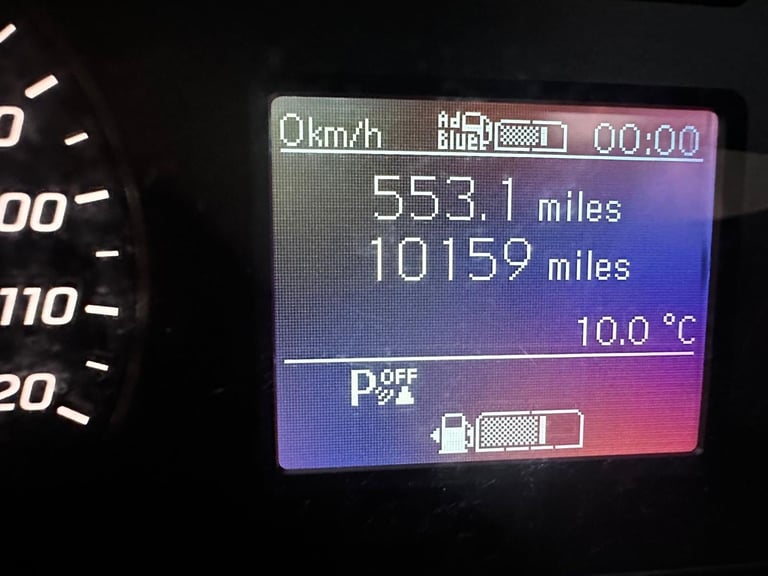 0km/h Ad Blue 00:00
553.1 miles
10159 miles
10.0 °C
P OFF
0
00
110
20